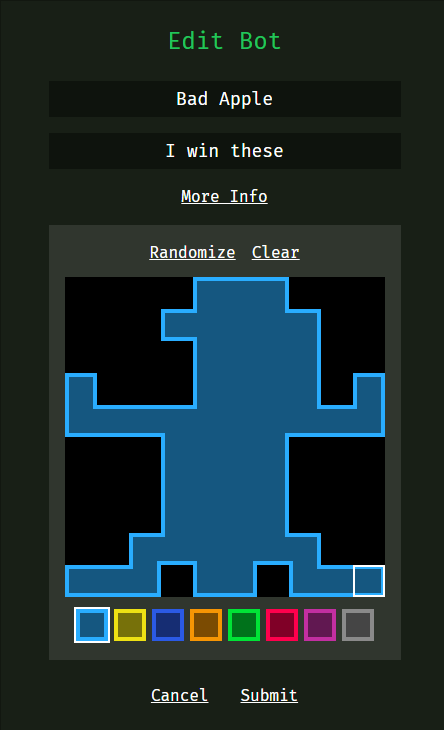 Edit Bot
Bad Apple
I win these
More Info
Randomize Clear
Cancel Submit